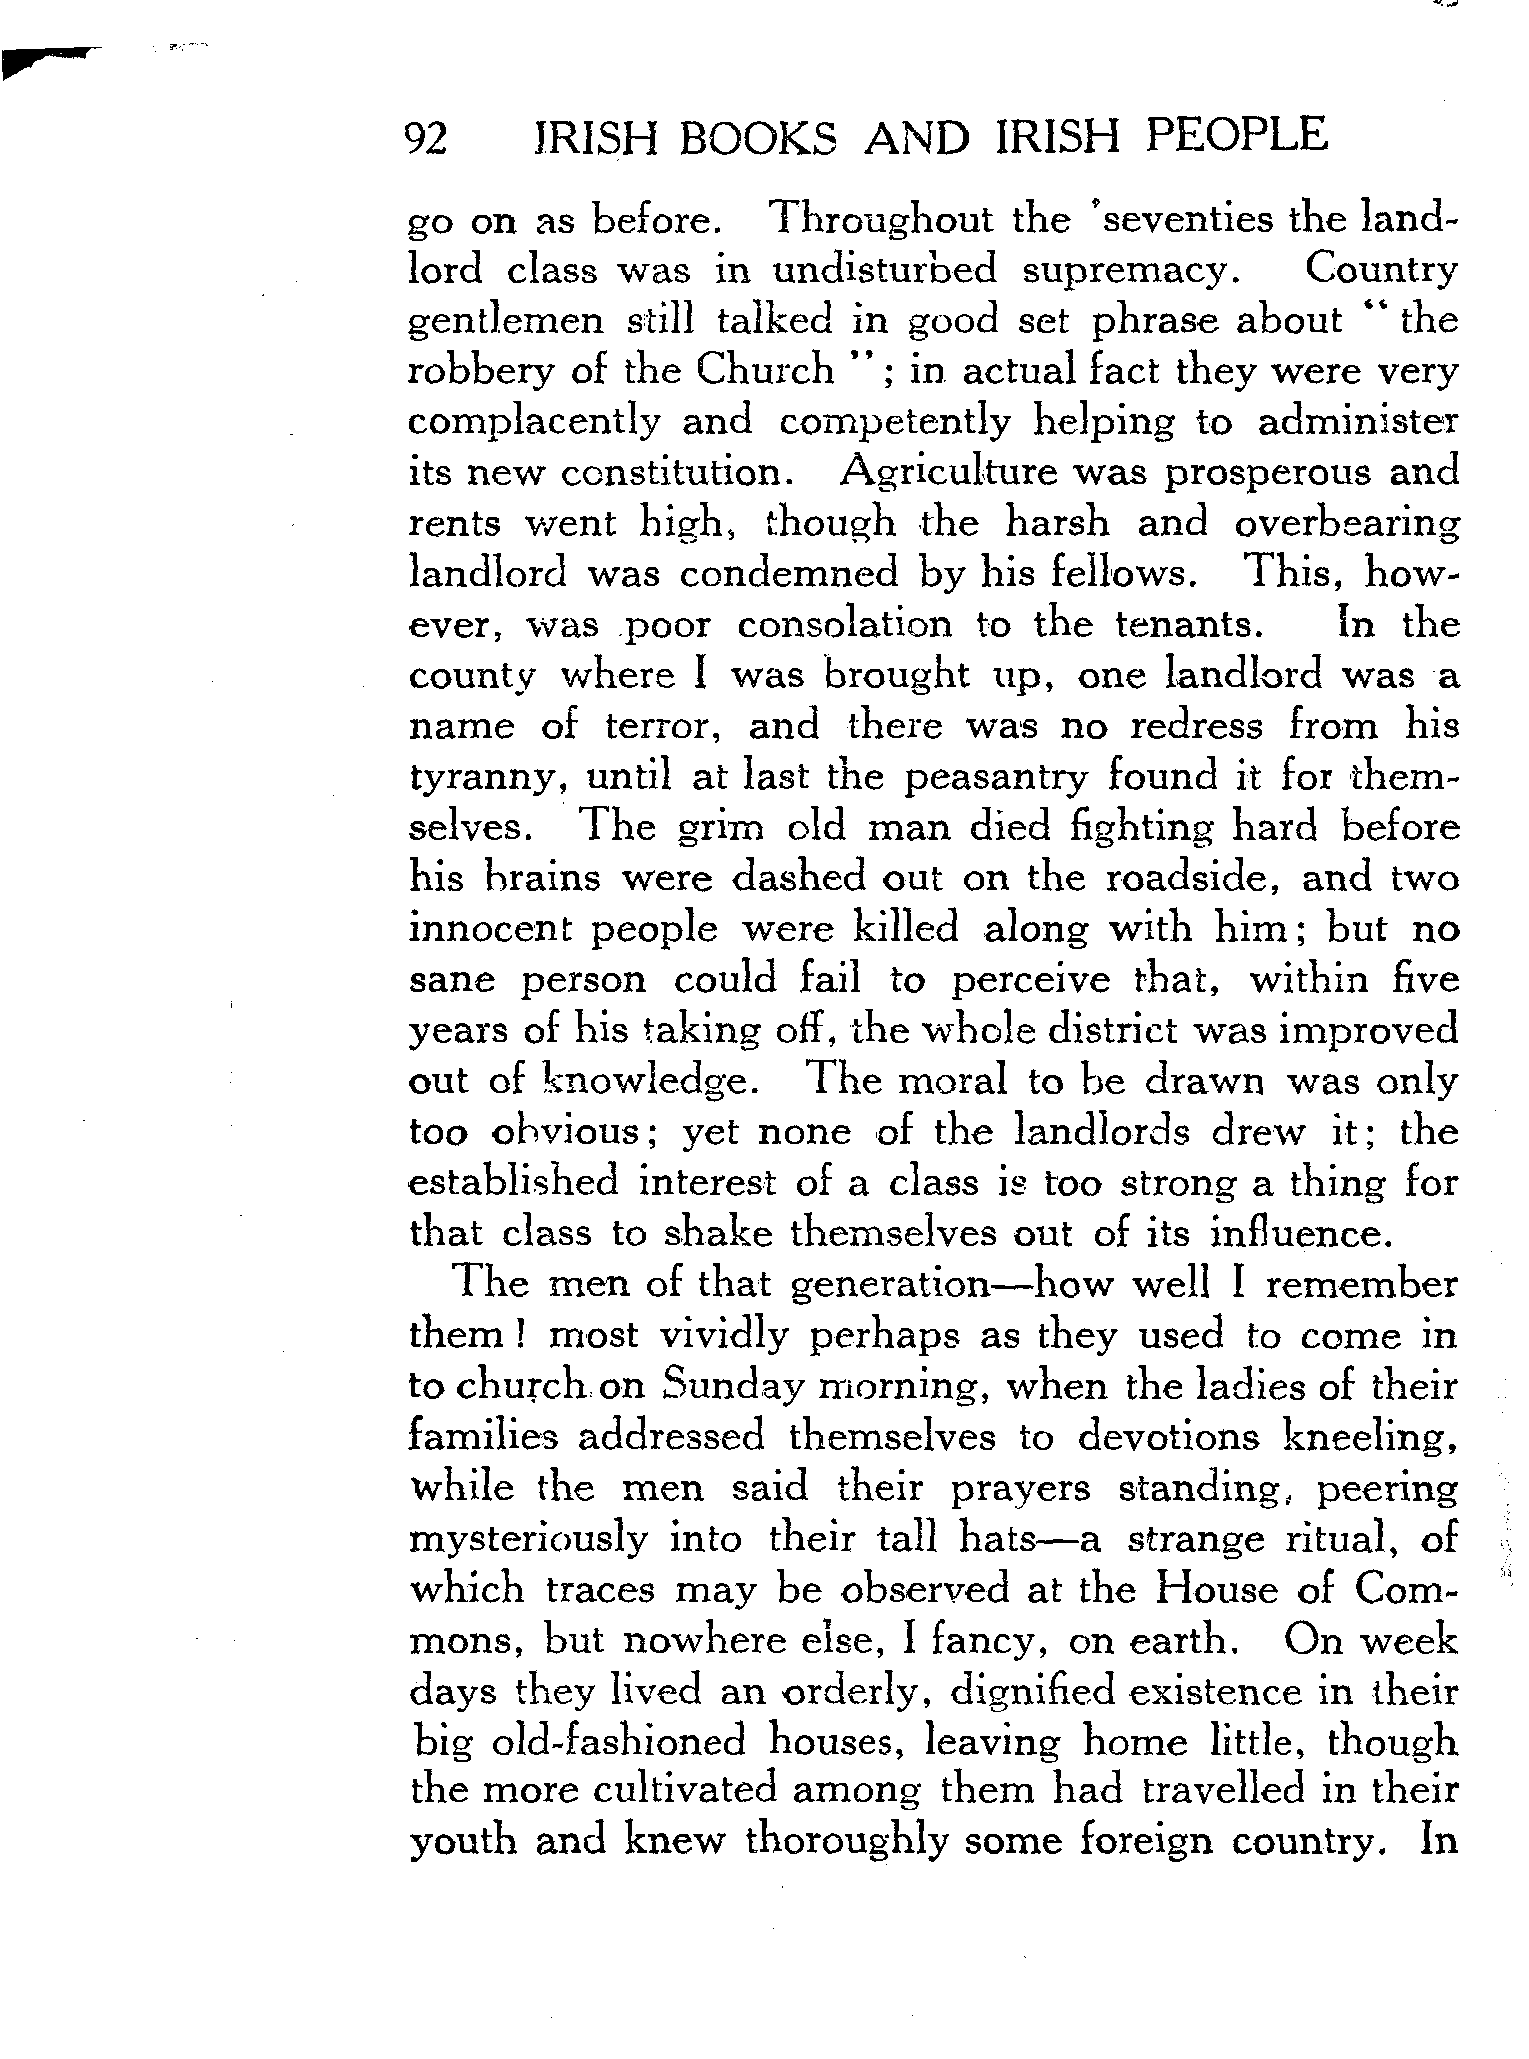 92 IRISH BOOKS AND IRISH PEOPLE
go on as before. Throughout the 'seventies the land-
lord class was in undisturbed supremacy. Country
gentlemen still talked in good set phrase about " the
robbery of the Church "; in actual fact they were very
complacently and competently helping to administer
its new constitution. Agriculture was prosperous and
rents went high, though the harsh and overbearing
landlord was condemned by his fellows. This, how-
ever, was poor consolation to the tenants. In the
county where I was brought up, one landlord was a
name of terror, and there was no redress from his
tyranny, until at last the peasantry found it for them-
selves. The grim old man died fighting hard before
his brains were dashed out on the roadside, and two
innocent people were killed along with him; but no
sane person could fail to perceive that, within five
years of his taking off, the whole district was improved
out of knowledge. The moral to be drawn was only
too obvious; yet none of the landlords drew it; the
established interest of a class is too strong a thing for
that class to shake themselves out of its influence.
The men of that generation—how well I remember
them! most vividly perhaps as they used to come in
to church on Sunday morning, when the ladies of their
families addressed themselves to devotions kneeling,
while the men said their prayers standing, peering
mysteriously into their tall hats—a strange ritual, of
which traces may be observed at the House of Com-
mons, but nowhere else, I fancy, on earth. On week
days they lived an orderly, dignified existence in their
big old-fashioned houses, leaving home little, though
the more cultivated among them had travelled in their
youth and knew thoroughly some foreign country. In